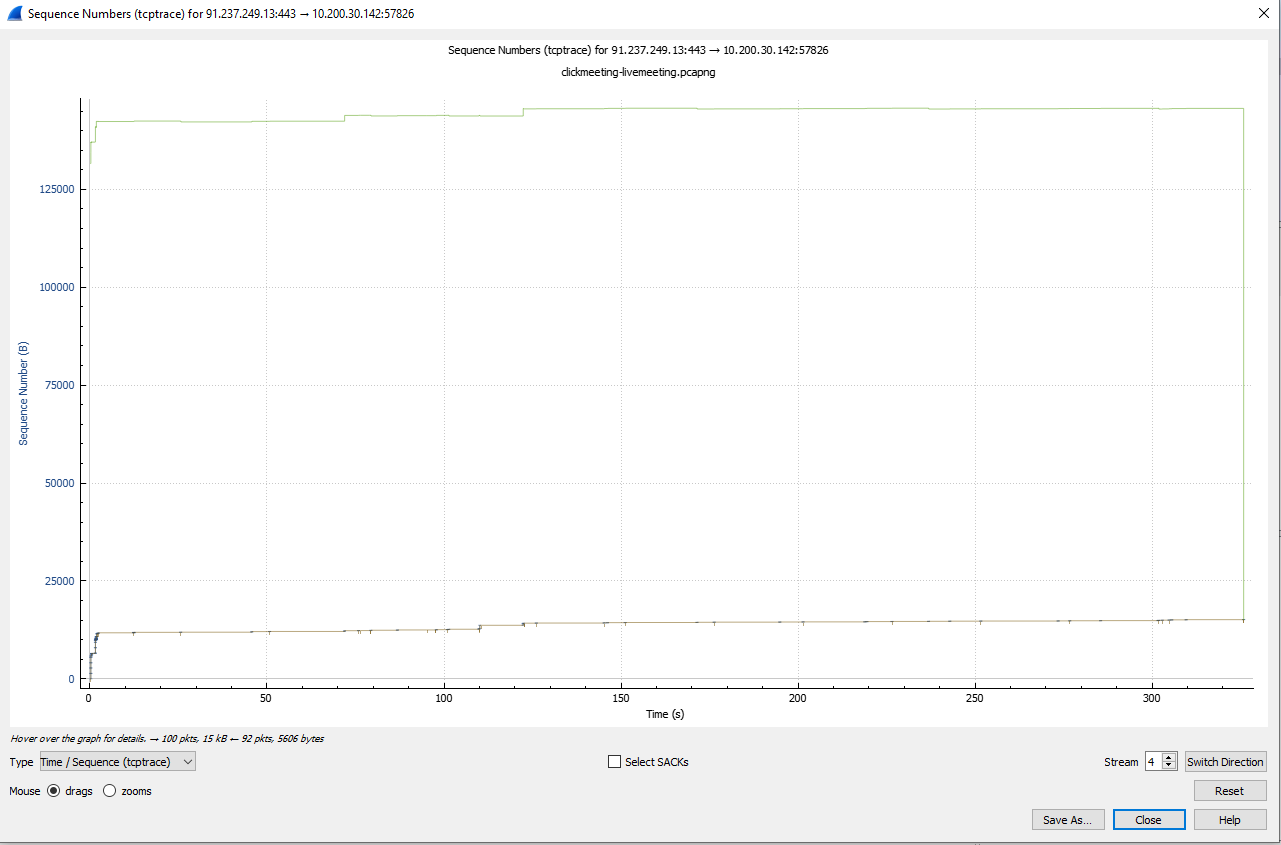 Sequence Numbers (tcptrace) for 91.237.249.13:443 → 10.200.30.142:57826
Sequence Numbers (tcptrace) for 91.237.249.13:443 → 10.200.30.142:57826
clickmeeting-livemeeting.pcapng
Sequence Number (B)
125000
100000
75000
50000
25000
0
0 50 100 150 200 250 300
Time (s)
Hover over the graph for details. → 100 pkts, 15 kB ← 92 pkts, 5606 bytes
Type Time / Sequence (tcptrace) Select SACKs Stream 4 Switch Direction
Mouse drags zooms Reset
Save As... Close Help